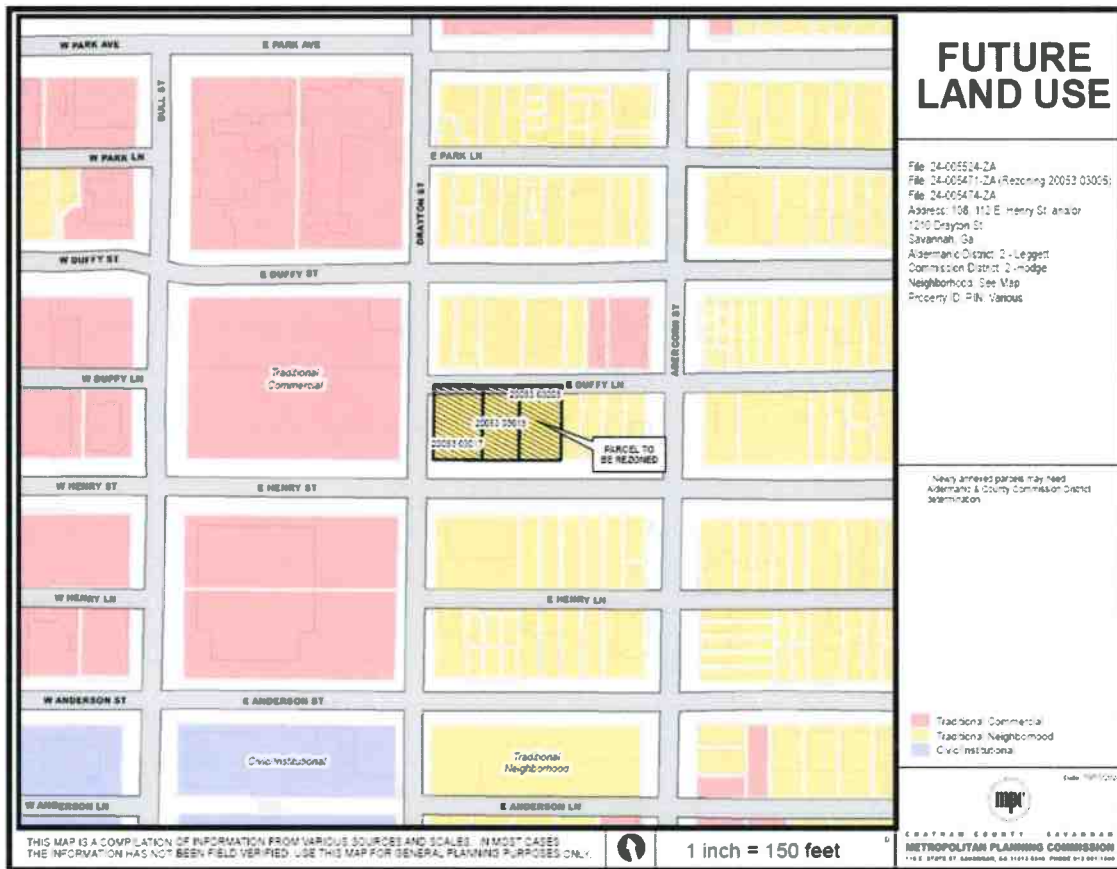 W PARK AVE
E PARK AVE
BULL ST
W PARK LN
E PARK LN
DRAYTON ST
W DUFFY ST
E DUFFY ST
ABERCORN ST
Traditional
Commercial
W DUFFY LN
E DUFFY LN
20053 03005
20053 03017
PARCEL TO
BE REZONED
W HENRY ST
E HENRY ST
W HENRY LN
E HENRY LN
W ANDERSON ST
E ANDERSON ST
Civic/Institutional
Traditional
Neighborhood
W ANDERSON LN
E ANDERSON LN
FUTURE
LAND USE
File: 24-005524-ZA
File: 24-005471-ZA (Rezoning 20053 03005)
File: 24-005474-ZA
Address: 108, 112 E. Henry St. and/or
Drayton St
Savannah, Ga
Aldermanic District: 2 - Leggett
Commission District: 2 - Hodge
Neighborhood: See Map
Property ID: PIN: Various
Newly annexed parcels may need
Aldermanic & County Commission District
determination
Traditional Commercial
Traditional Neighborhood
Civic/Institutional
mpc
CHATHAM COUNTY - SAVANNAH
METROPOLITAN PLANNING COMMISSION
THIS MAP IS A COMPILATION OF INFORMATION FROM VARIOUS SOURCES AND SCALES. IN MOST CASES
THE INFORMATION HAS NOT BEEN FIELD VERIFIED. USE THIS MAP FOR GENERAL PLANNING PURPOSES ONLY.
1 inch = 150 feet